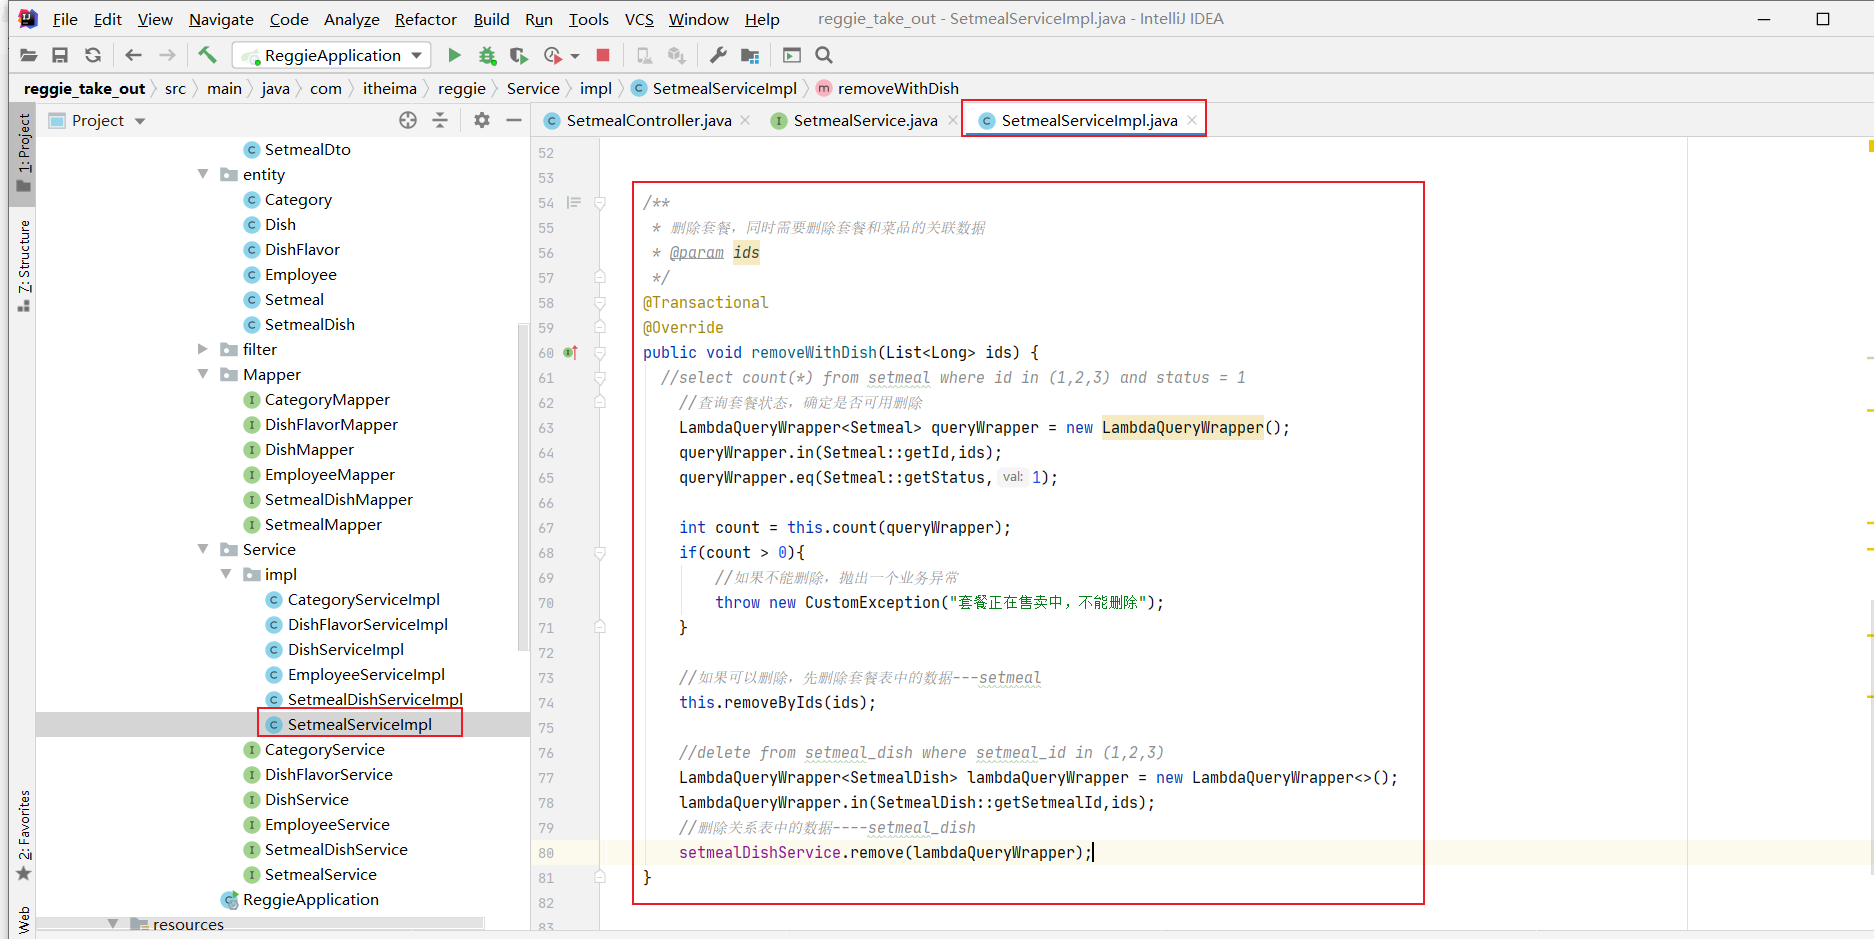 File Edit View Navigate Code Analyze Refactor Build Run Tools VCS Window Help reggie_take_out - SetmealServiceImpl.java - IntelliJ IDEA
ReggieApplication
reggie_take_out src main java com itheima reggie Service impl C SetmealServiceImpl m removeWithDish
Project
C SetmealController.java I SetmealService.java C SetmealServiceImpl.java
1: Project
7: Structure
2: Favorites
Web
C SetmealDto
entity
C Category
C Dish
C DishFlavor
C Employee
C Setmeal
C SetmealDish
filter
Mapper
I CategoryMapper
I DishFlavorMapper
I DishMapper
I EmployeeMapper
I SetmealDishMapper
I SetmealMapper
Service
impl
C CategoryServiceImpl
C DishFlavorServiceImpl
C DishServiceImpl
C EmployeeServiceImpl
C SetmealDishServiceImpl
C SetmealServiceImpl
I CategoryService
I DishFlavorService
I DishService
I EmployeeService
I SetmealDishService
I SetmealService
ReggieApplication
resources
52
53
54 /**
55 * 删除套餐，同时需要删除套餐和菜品的关联数据
56 * @param ids
57 */
58 @Transactional
59 @Override
60 public void removeWithDish(List<Long> ids) {
61 //select count(*) from setmeal where id in (1,2,3) and status = 1
62 //查询套餐状态，确定是否可用删除
63 LambdaQueryWrapper<Setmeal> queryWrapper = new LambdaQueryWrapper();
64 queryWrapper.in(Setmeal::getId,ids);
65 queryWrapper.eq(Setmeal::getStatus, val: 1);
66
67 int count = this.count(queryWrapper);
68 if(count > 0){
69 //如果不能删除，抛出一个业务异常
70 throw new CustomException("套餐正在售卖中，不能删除");
71 }
72
73 //如果可以删除，先删除套餐表中的数据---setmeal
74 this.removeByIds(ids);
75
76 //delete from setmeal_dish where setmeal_id in (1,2,3)
77 LambdaQueryWrapper<SetmealDish> lambdaQueryWrapper = new LambdaQueryWrapper<>();
78 lambdaQueryWrapper.in(SetmealDish::getSetmealId,ids);
79 //删除关系表中的数据----setmeal_dish
80 setmealDishService.remove(lambdaQueryWrapper);
81 }
82
83